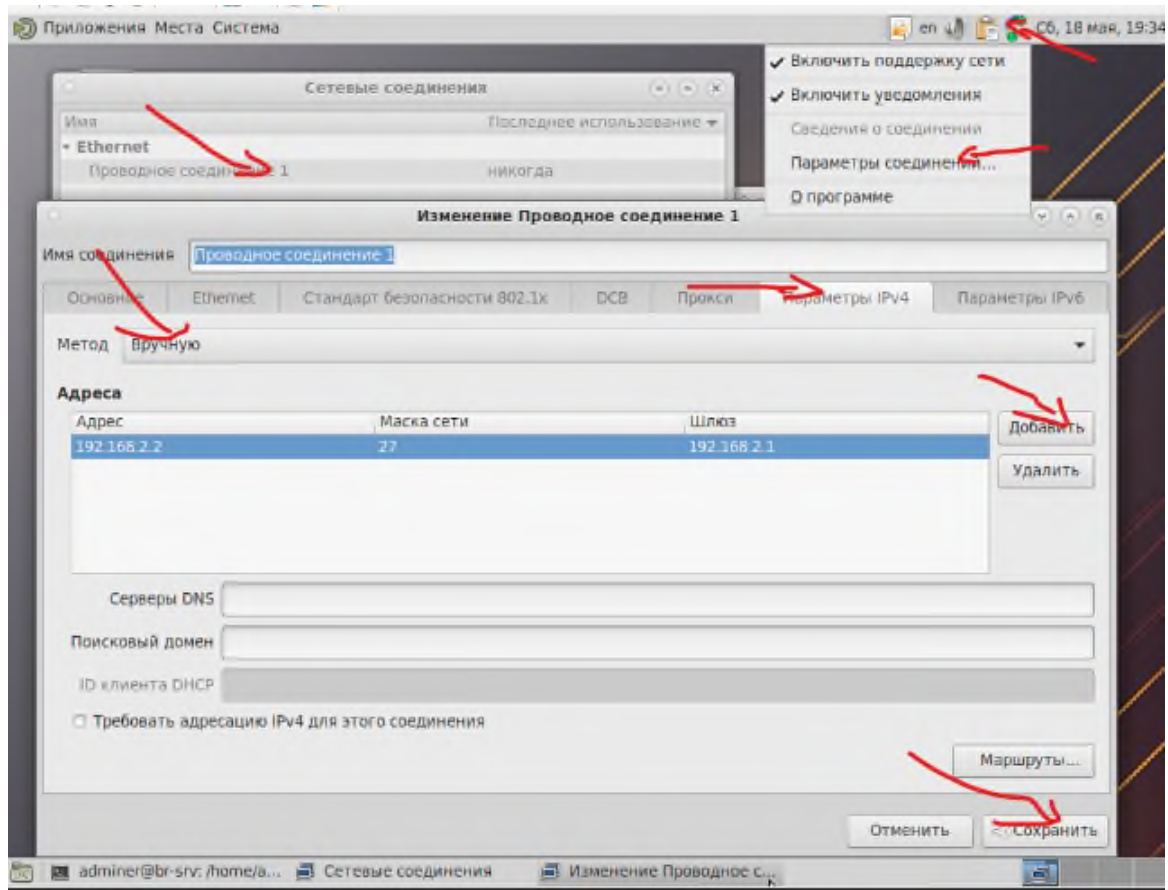 Приложения Места Система
en
Сб, 18 мая, 19:34
Включить поддержку сети
Включить уведомления
Сведения о соединении
Параметры соединений...
О программе
Сетевые соединения
Имя
Последнее использование
Ethernet
Проводное соединение 1
никогда
Изменение Проводное соединение 1
Имя соединения
Проводное соединение 1
Основное
Ethernet
Стандарт безопасности 802.1x
DCB
Прокси
Параметры IPv4
Параметры IPv6
Метод
Вручную
Адреса
Адрес
Маска сети
Шлюз
192.168.2.2
27
192.168.2.1
Добавить
Удалить
Серверы DNS
Поисковый домен
ID клиента DHCP
Требовать адресацию IPv4 для этого соединения
Маршруты...
Отменить
Сохранить
adminer@br-srv: /home/a...
Сетевые соединения
Изменение Проводное с...